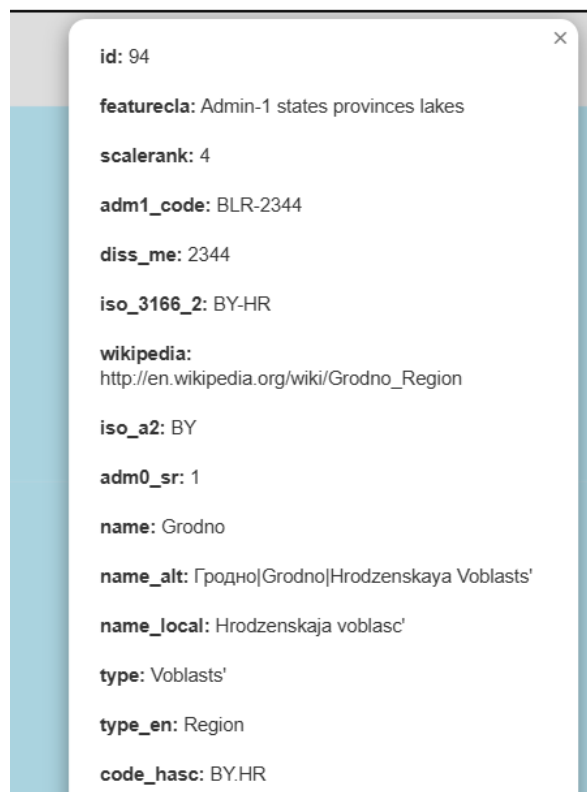 ×
id: 94
featurecla: Admin-1 states provinces lakes
scalerank: 4
adm1_code: BLR-2344
diss_me: 2344
iso_3166_2: BY-HR
wikipedia:
http://en.wikipedia.org/wiki/Grodno_Region
iso_a2: BY
adm0_sr: 1
name: Grodno
name_alt: Гродно|Grodno|Hrodzenskaya Voblasts'
name_local: Hrodzenskaja voblasc'
type: Voblasts'
type_en: Region
code_hasc: BY.HR